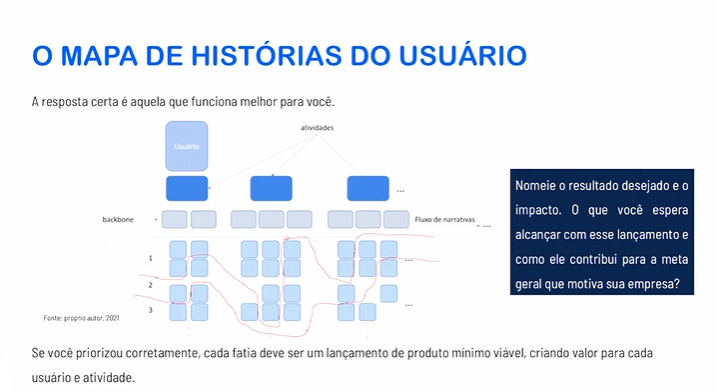 O MAPA DE HISTÓRIAS DO USUÁRIO
A resposta certa é aquela que funciona melhor para você.
atividades
Usuário
...
backbone
Fluxo de narrativas
...
1
...
2
3
...
Nomeie o resultado desejado e o
impacto. O que você espera
alcançar com esse lançamento e
como ele contribui para a meta
geral que motiva sua empresa?
Fonte: próprio autor, 2021
Se você priorizou corretamente, cada fatia deve ser um lançamento de produto mínimo viável, criando valor para cada
usuário e atividade.